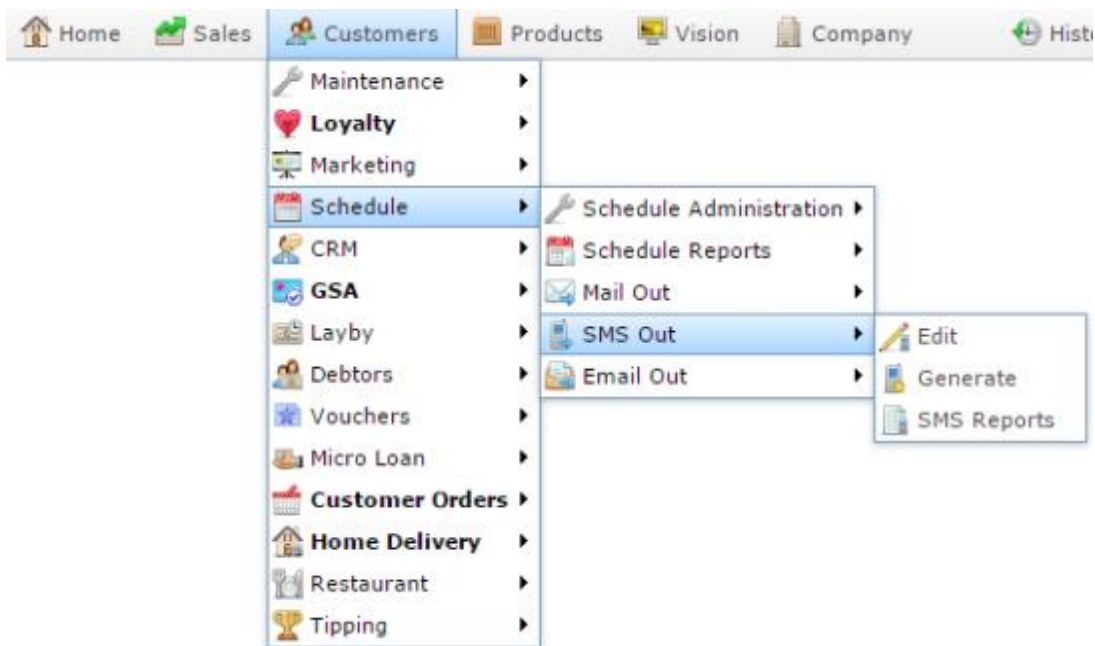 Home Sales Customers Products Vision Company Histo
Maintenance
Loyalty
Marketing
Schedule
CRM
GSA
Layby
Debtors
Vouchers
Micro Loan
Customer Orders
Home Delivery
Restaurant
Tipping
Schedule Administration
Schedule Reports
Mail Out
SMS Out
Email Out
Edit
Generate
SMS Reports